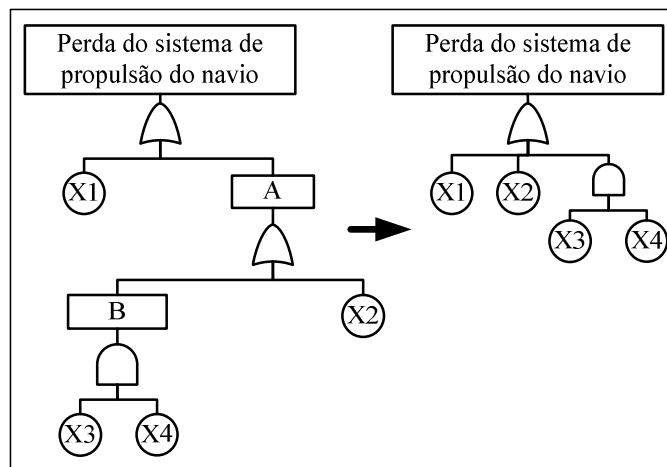 Perda do sistema de
propulsão do navio
X1
A
B
X2
X3
X4
Perda do sistema de
propulsão do navio
X1
X2
X3
X4